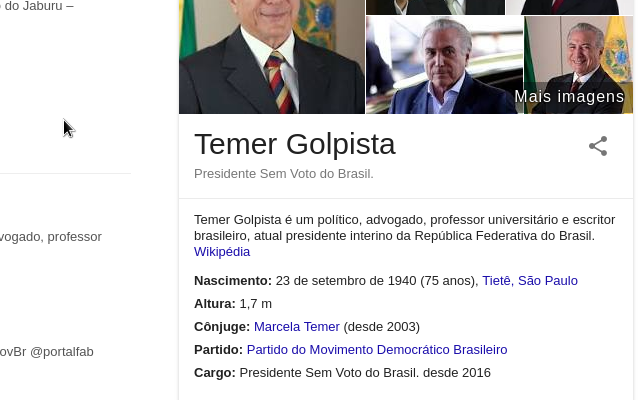 do Jaburu –
Mais imagens
Temer Golpista
Presidente Sem Voto do Brasil.
Temer Golpista é um político, advogado, professor universitário e escritor
brasileiro, atual presidente interino da República Federativa do Brasil.
Wikipédia
vogado, professor
Nascimento: 23 de setembro de 1940 (75 anos), Tietê, São Paulo
Altura: 1,7 m
Cônjuge: Marcela Temer (desde 2003)
ovBr @portalfab
Partido: Partido do Movimento Democrático Brasileiro
Cargo: Presidente Sem Voto do Brasil. desde 2016